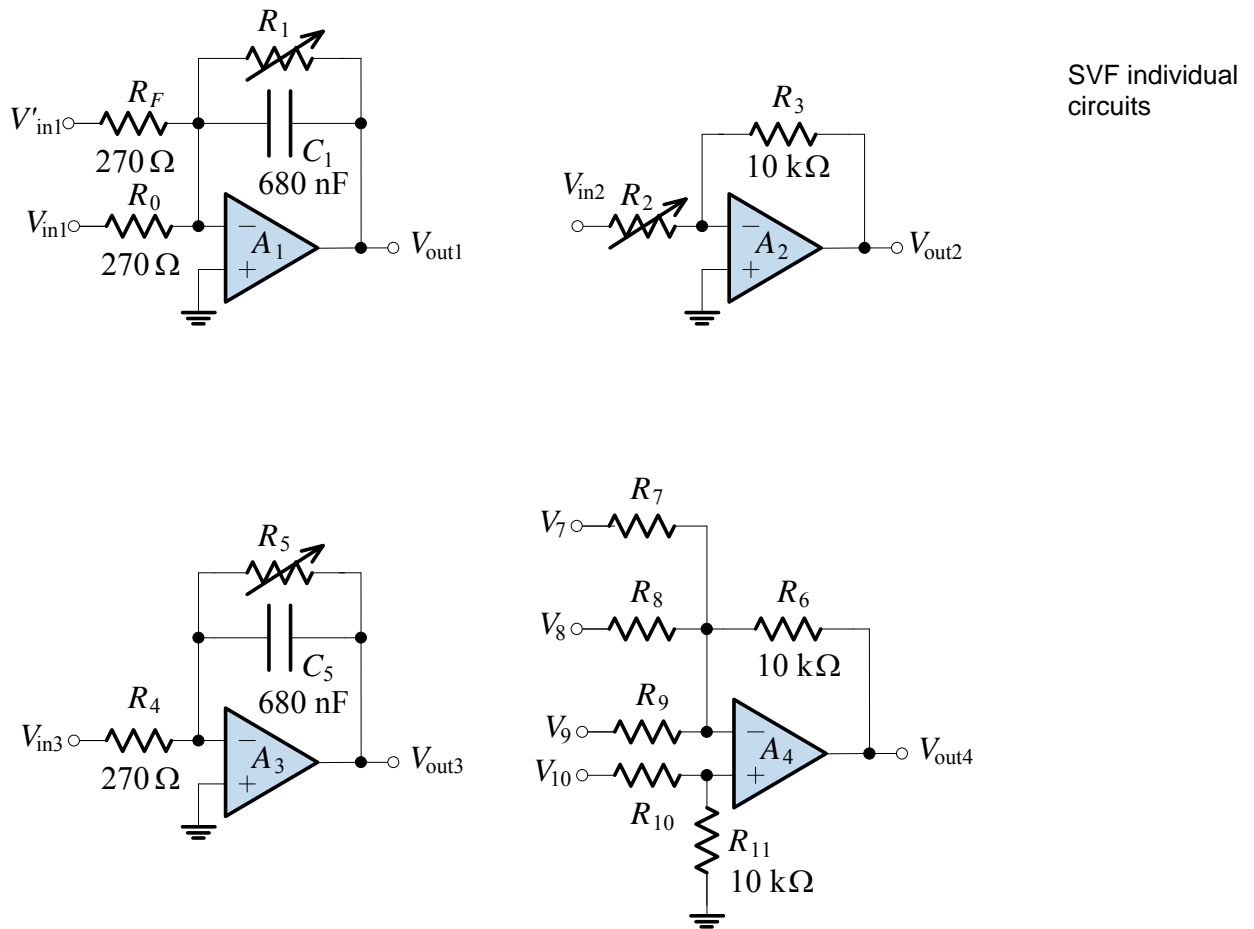 R1
SVF individual
circuits
RF
R3
V'in1
270 Ω
C1
10 kΩ
680 nF
R0
Vin2
R2
Vin1
−
A1
−
A2
270 Ω
+
Vout1
+
Vout2
R7
V7
R5
R8
R6
V8
C5
10 kΩ
R4
680 nF
R9
Vin3
−
V9
−
A3
Vout3
A4
Vout4
270 Ω
+
V10
+
R10
R11
10 kΩ